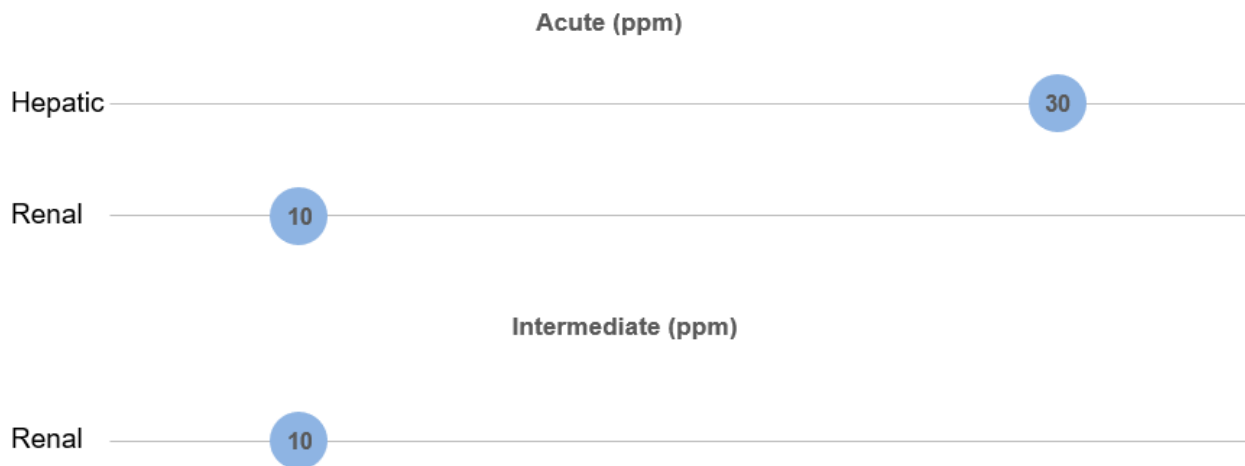 Acute (ppm)
Hepatic 30
Renal 10
Intermediate (ppm)
Renal 10